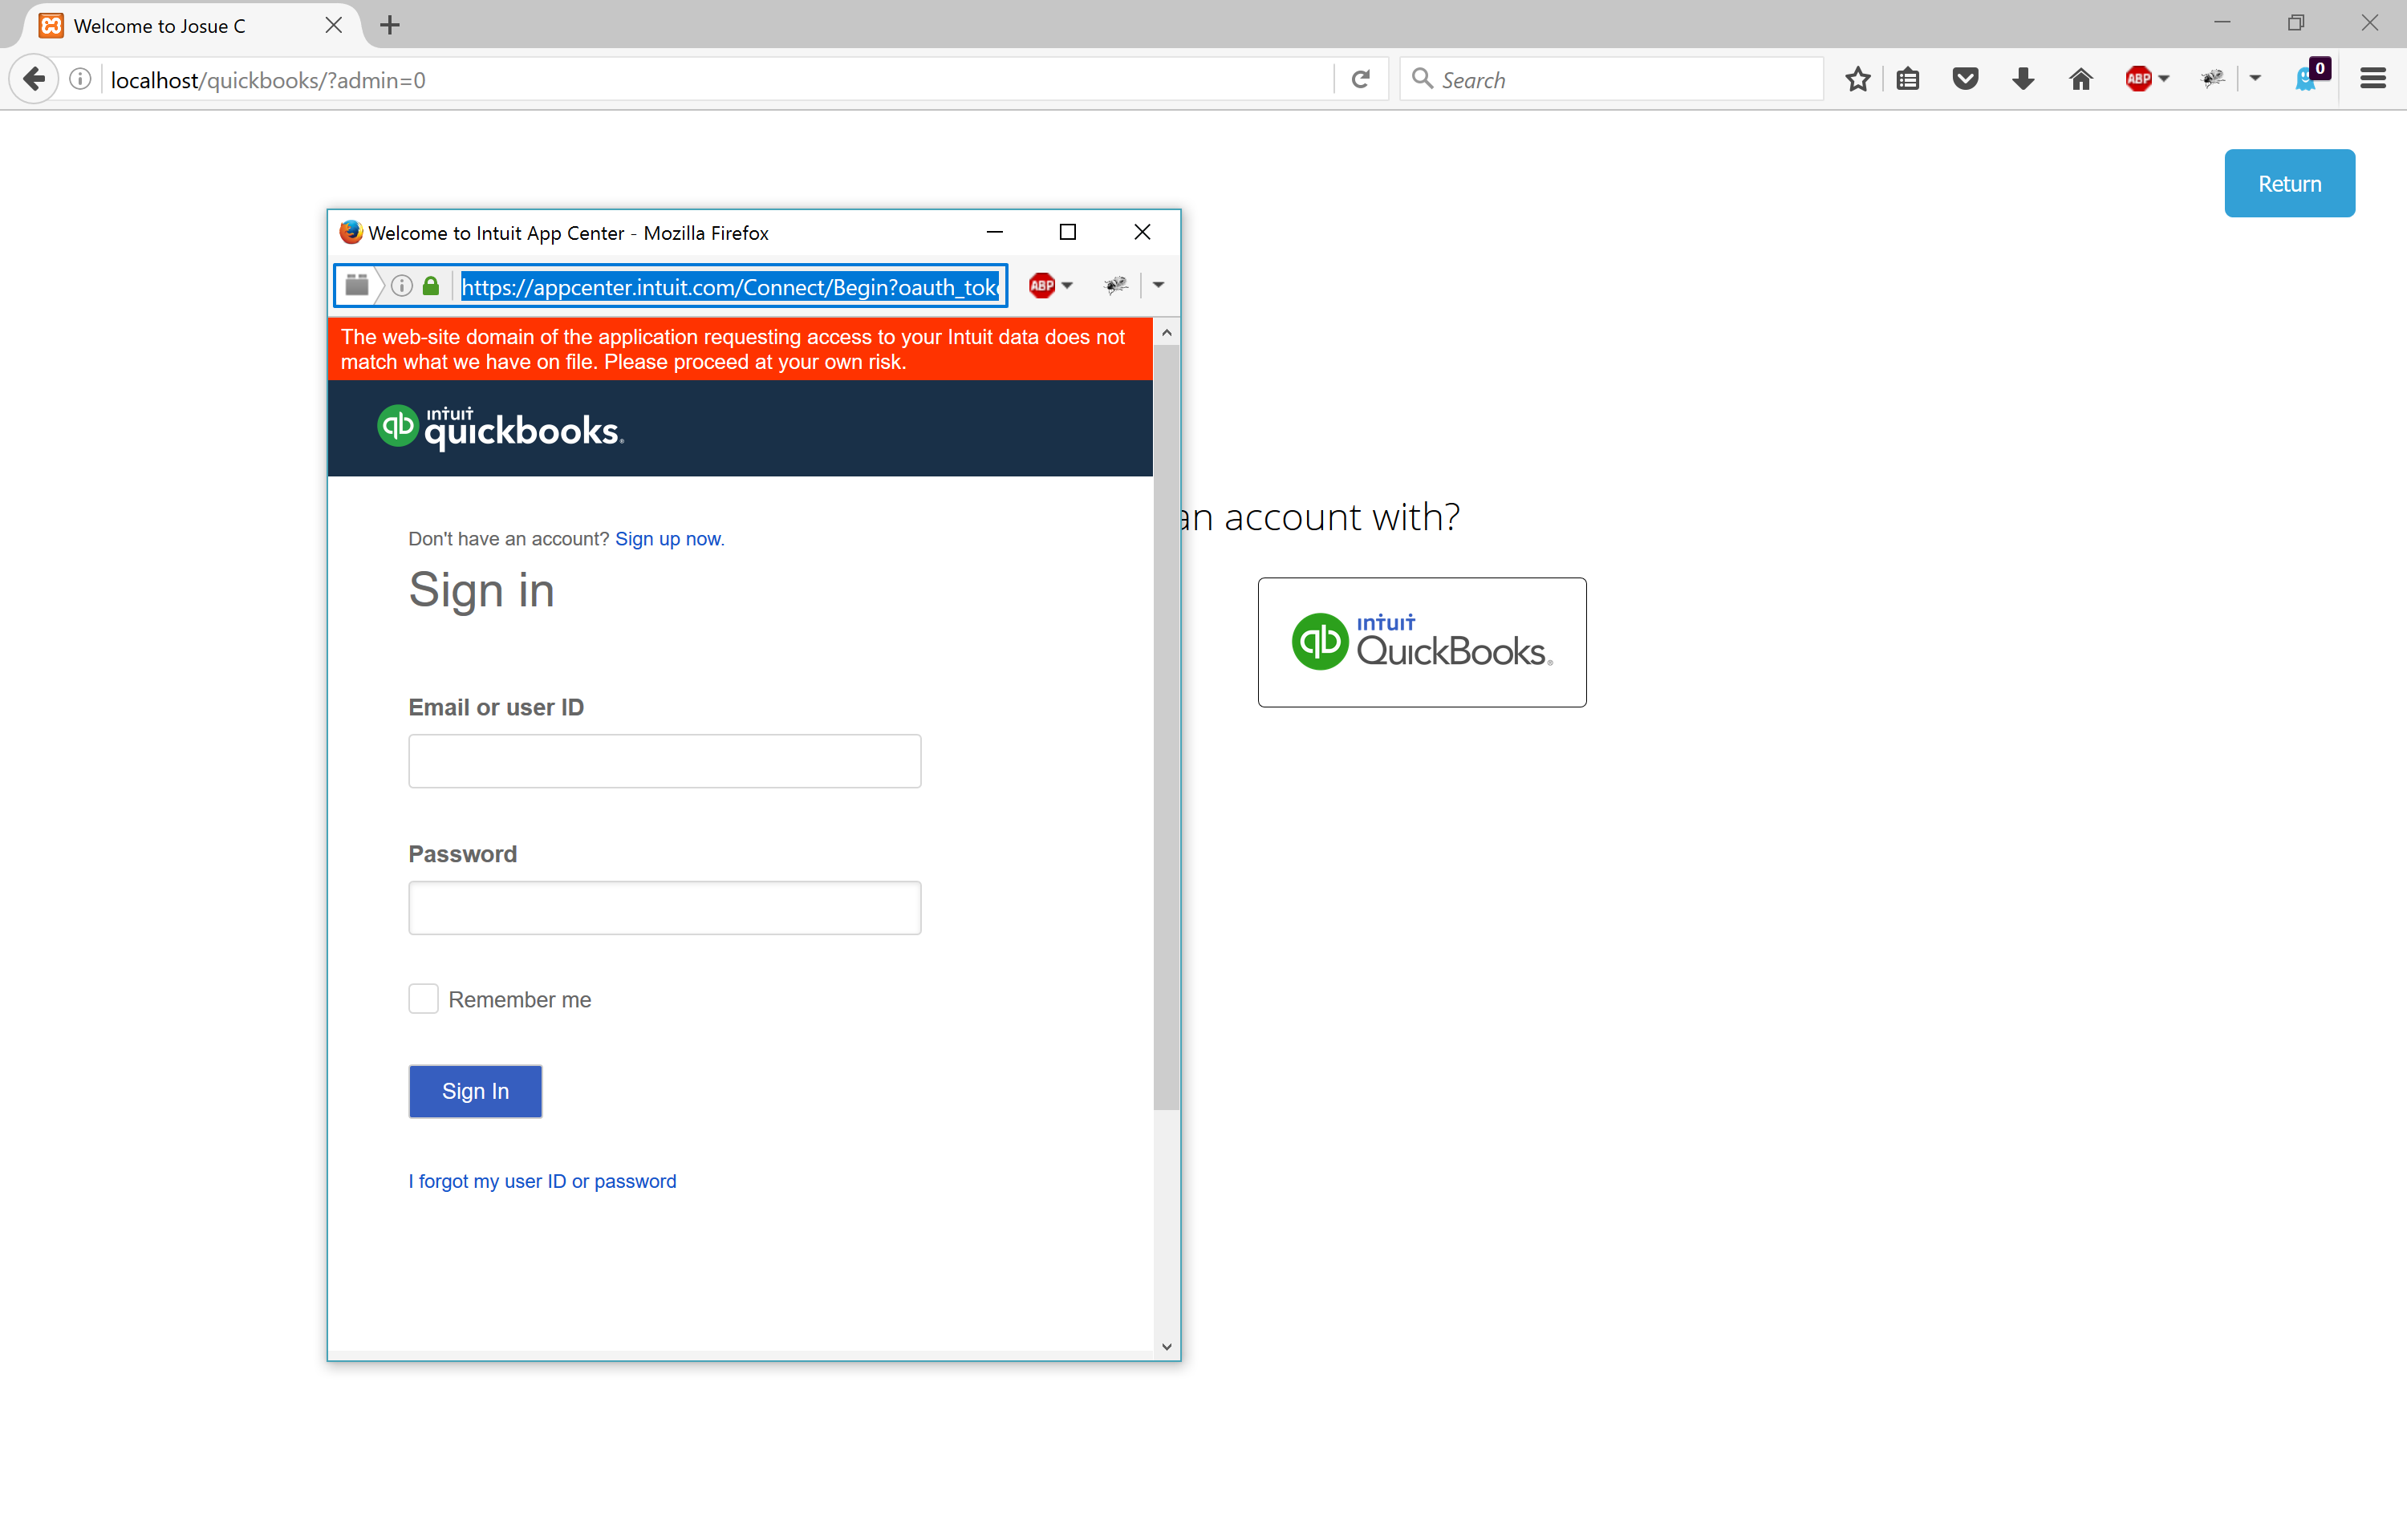 Welcome to Josue C
localhost/quickbooks/?admin=0
Search
ABP
0
Return
Welcome to Intuit App Center - Mozilla Firefox
https://appcenter.intuit.com/Connect/Begin?oauth_tok
ABP
The web-site domain of the application requesting access to your Intuit data does not
match what we have on file. Please proceed at your own risk.
qb intuit quickbooks.
Don't have an account? Sign up now.
Sign in
an account with?
qb intuit QuickBooks.
Email or user ID
Password
Remember me
Sign In
I forgot my user ID or password